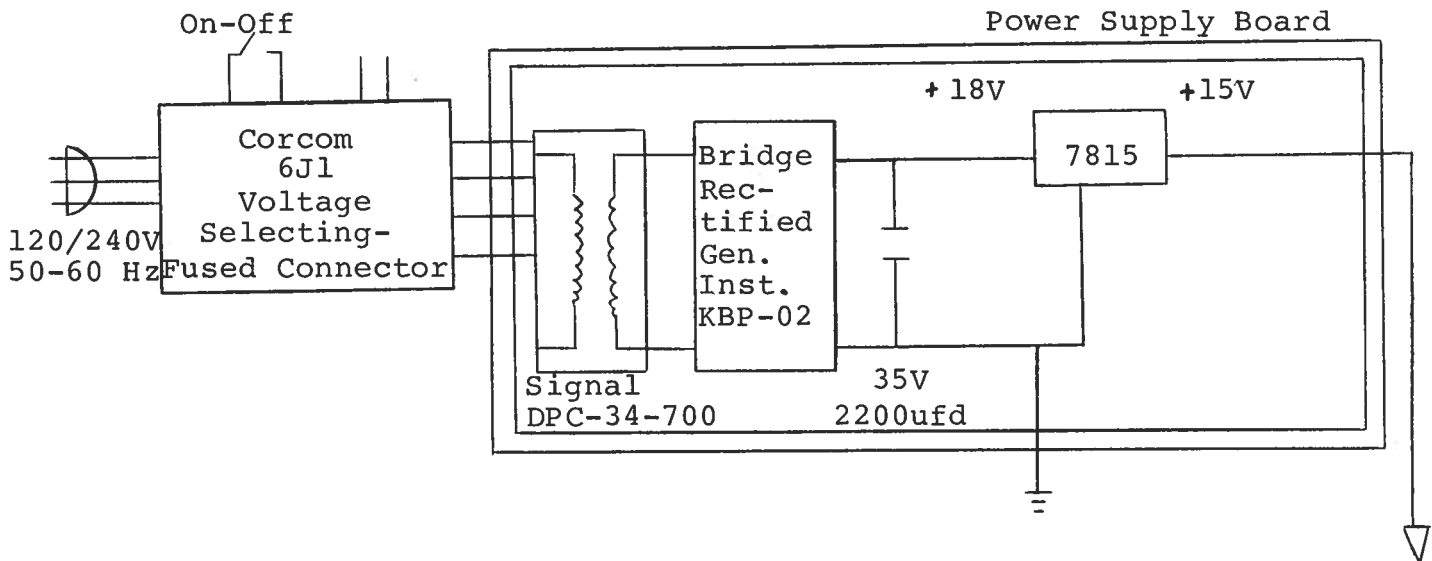 On-Off
Power Supply Board
+ 18V
+15V
Corcom
6J1
Voltage
Selecting-
Fused Connector
120/240V
50-60 Hz
Bridge
Rec-
tified
Gen.
Inst.
KBP-02
7815
Signal
DPC-34-700
35V
2200ufd